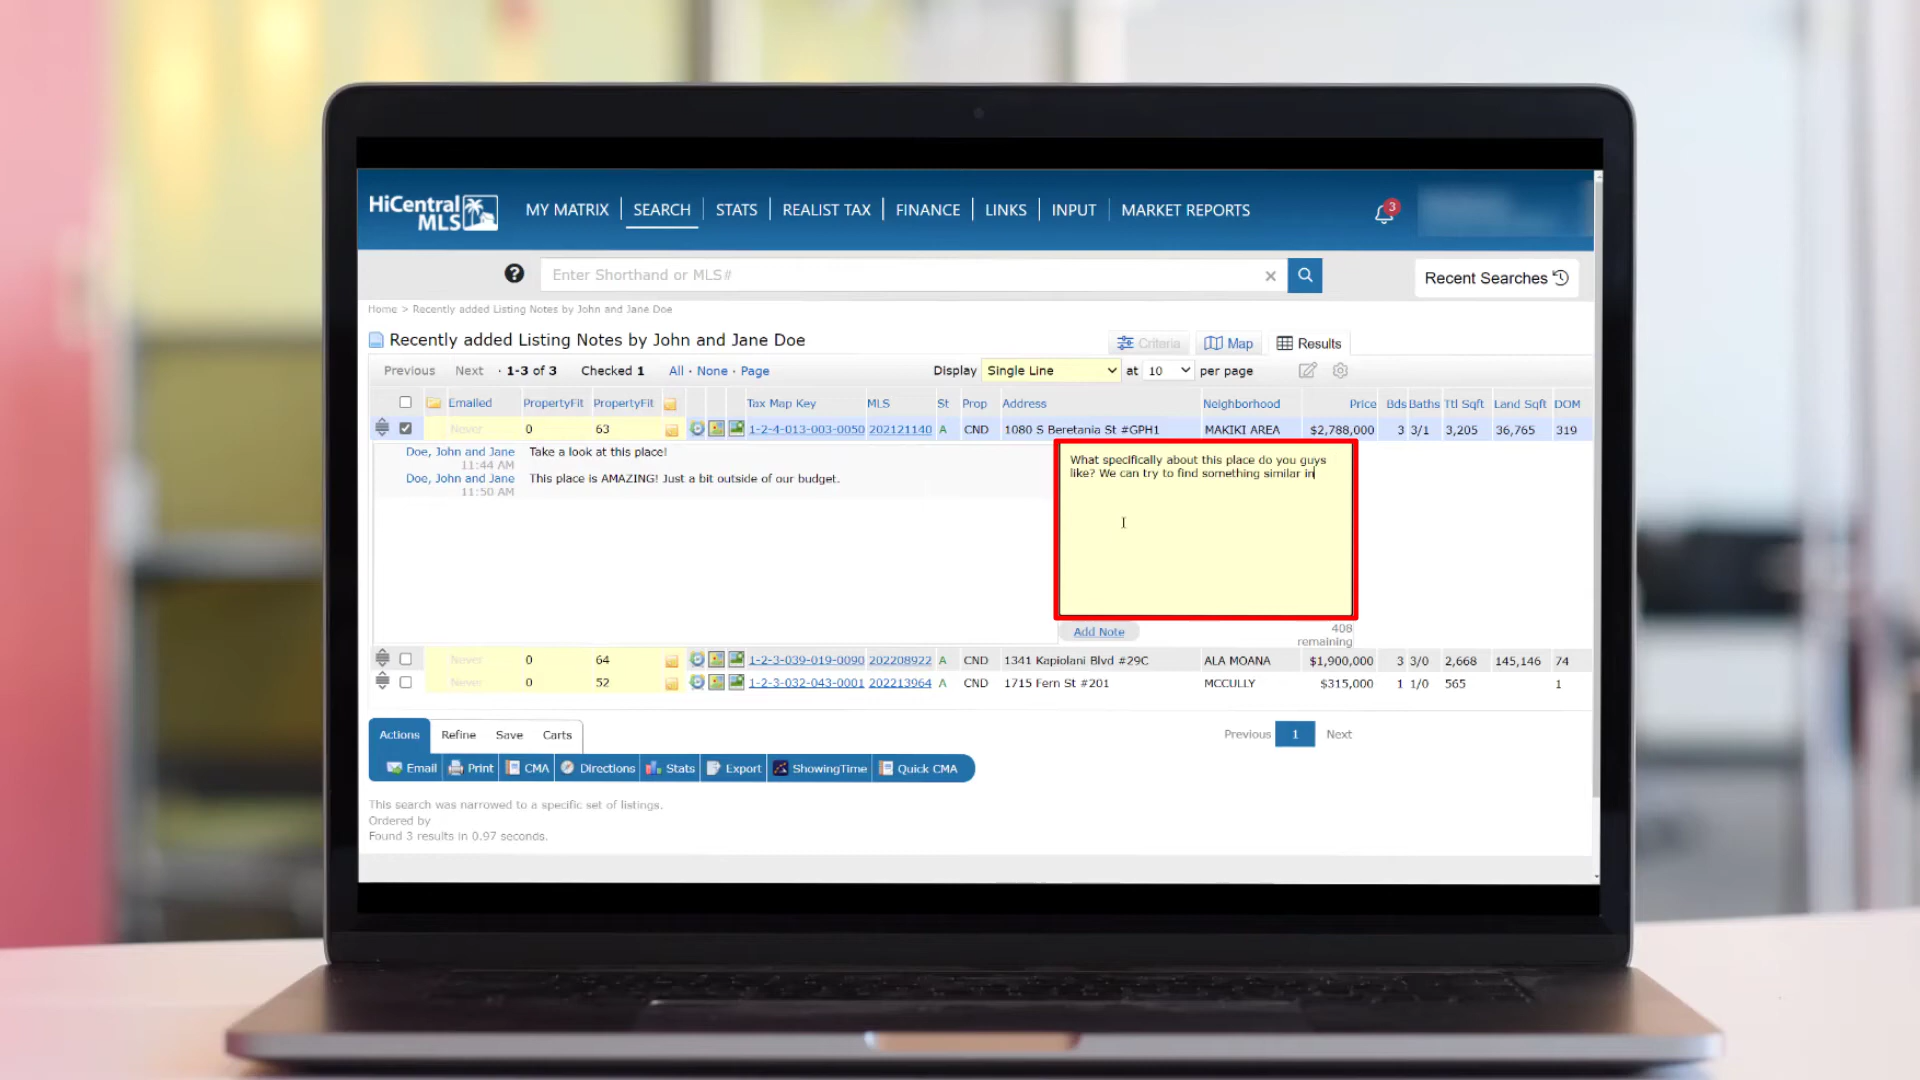 HiCentral MLS MY MATRIX SEARCH STATS REALIST TAX FINANCE LINKS INPUT MARKET REPORTS 3
? Enter Shorthand or MLS# × Recent Searches
Home > Recently added Listing Notes by John and Jane Doe
Recently added Listing Notes by John and Jane Doe Criteria Map Results
Previous Next · 1-3 of 3 Checked 1 All · None · Page Display Single Line at 10 per page
Emailed PropertyFit PropertyFit Tax Map Key MLS St Prop Address Neighborhood Price Bds Baths Ttl Sqft Land Sqft DOM
Never 0 63 1-2-4-013-003-0050 202121140 A CND 1080 S Beretania St #GPH1 MAKIKI AREA $2,788,000 3 3/1 3,205 36,765 319
Doe, John and Jane Take a look at this place!
11:44 AM
Doe, John and Jane This place is AMAZING! Just a bit outside of our budget.
11:50 AM
What specifically about this place do you guys
like? We can try to find something similar in
Add Note 408
remaining
Never 0 64 1-2-3-039-019-0090 202208922 A CND 1341 Kapiolani Blvd #29C ALA MOANA $1,900,000 3 3/0 2,668 145,146 74
Never 0 52 1-2-3-032-043-0001 202213964 A CND 1715 Fern St #201 MCCULLY $315,000 1 1/0 565 1
Actions Refine Save Carts Previous 1 Next
Email Print CMA Directions Stats Export ShowingTime Quick CMA
This search was narrowed to a specific set of listings.
Ordered by
Found 3 results in 0.97 seconds.